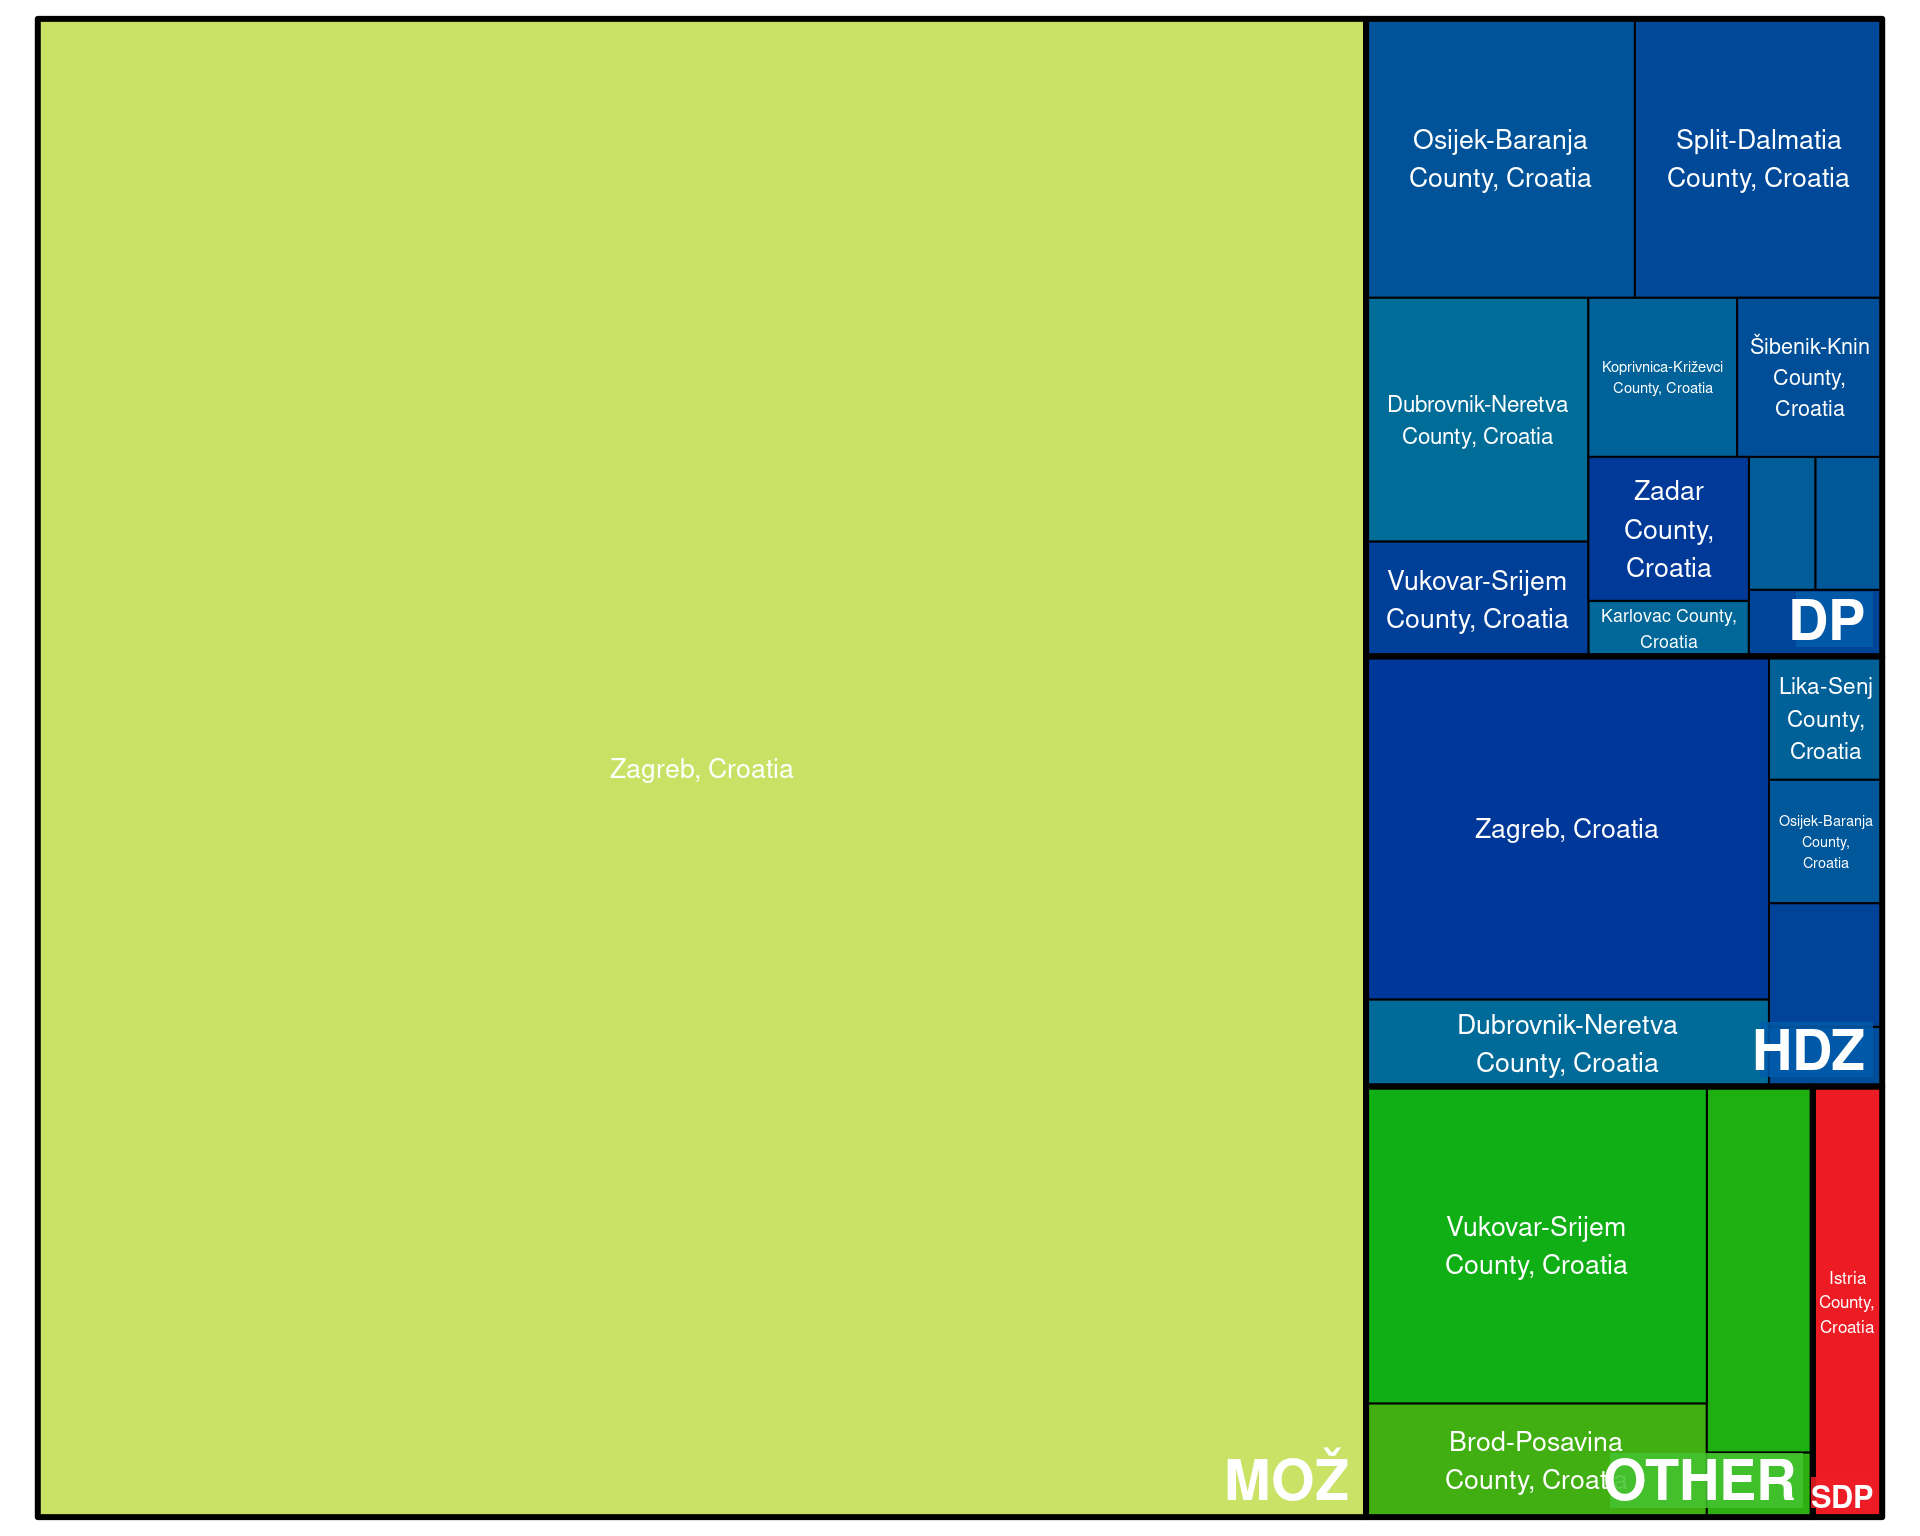 Zagreb, Croatia
MOŽ
Osijek-Baranja
County, Croatia
Split-Dalmatia
County, Croatia
Dubrovnik-Neretva
County, Croatia
Koprivnica-Križevci
County, Croatia
Šibenik-Knin
County,
Croatia
Vukovar-Srijem
County, Croatia
Zadar
County,
Croatia
Karlovac County,
Croatia
DP
Zagreb, Croatia
Lika-Senj
County,
Croatia
Osijek-Baranja
County,
Croatia
Dubrovnik-Neretva
County, Croatia
HDZ
Vukovar-Srijem
County, Croatia
Brod-Posavina
County, Croatia
OTHER
Istria
County,
Croatia
SDP